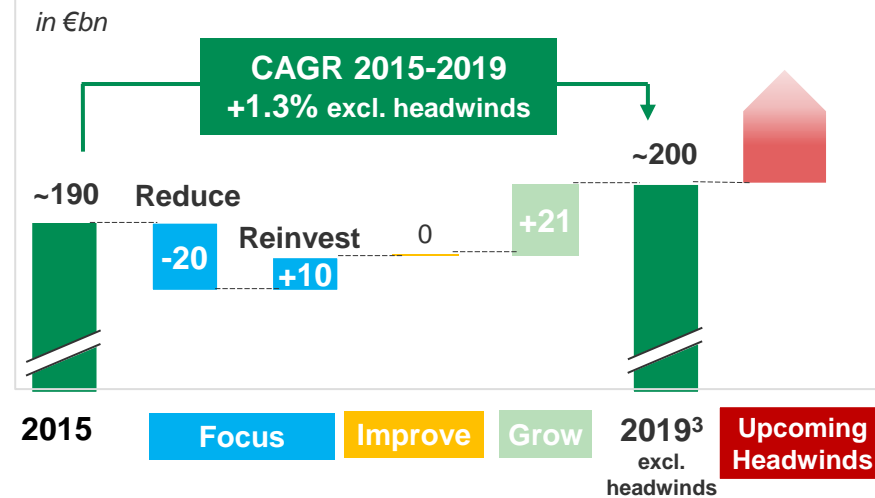 in €bn
CAGR 2015-2019
+1.3% excl. headwinds
~190
Reduce
-20
Reinvest
+10
0
+21
~200
2015
Focus
Improve
Grow
2019³
excl.
headwinds
Upcoming
Headwinds